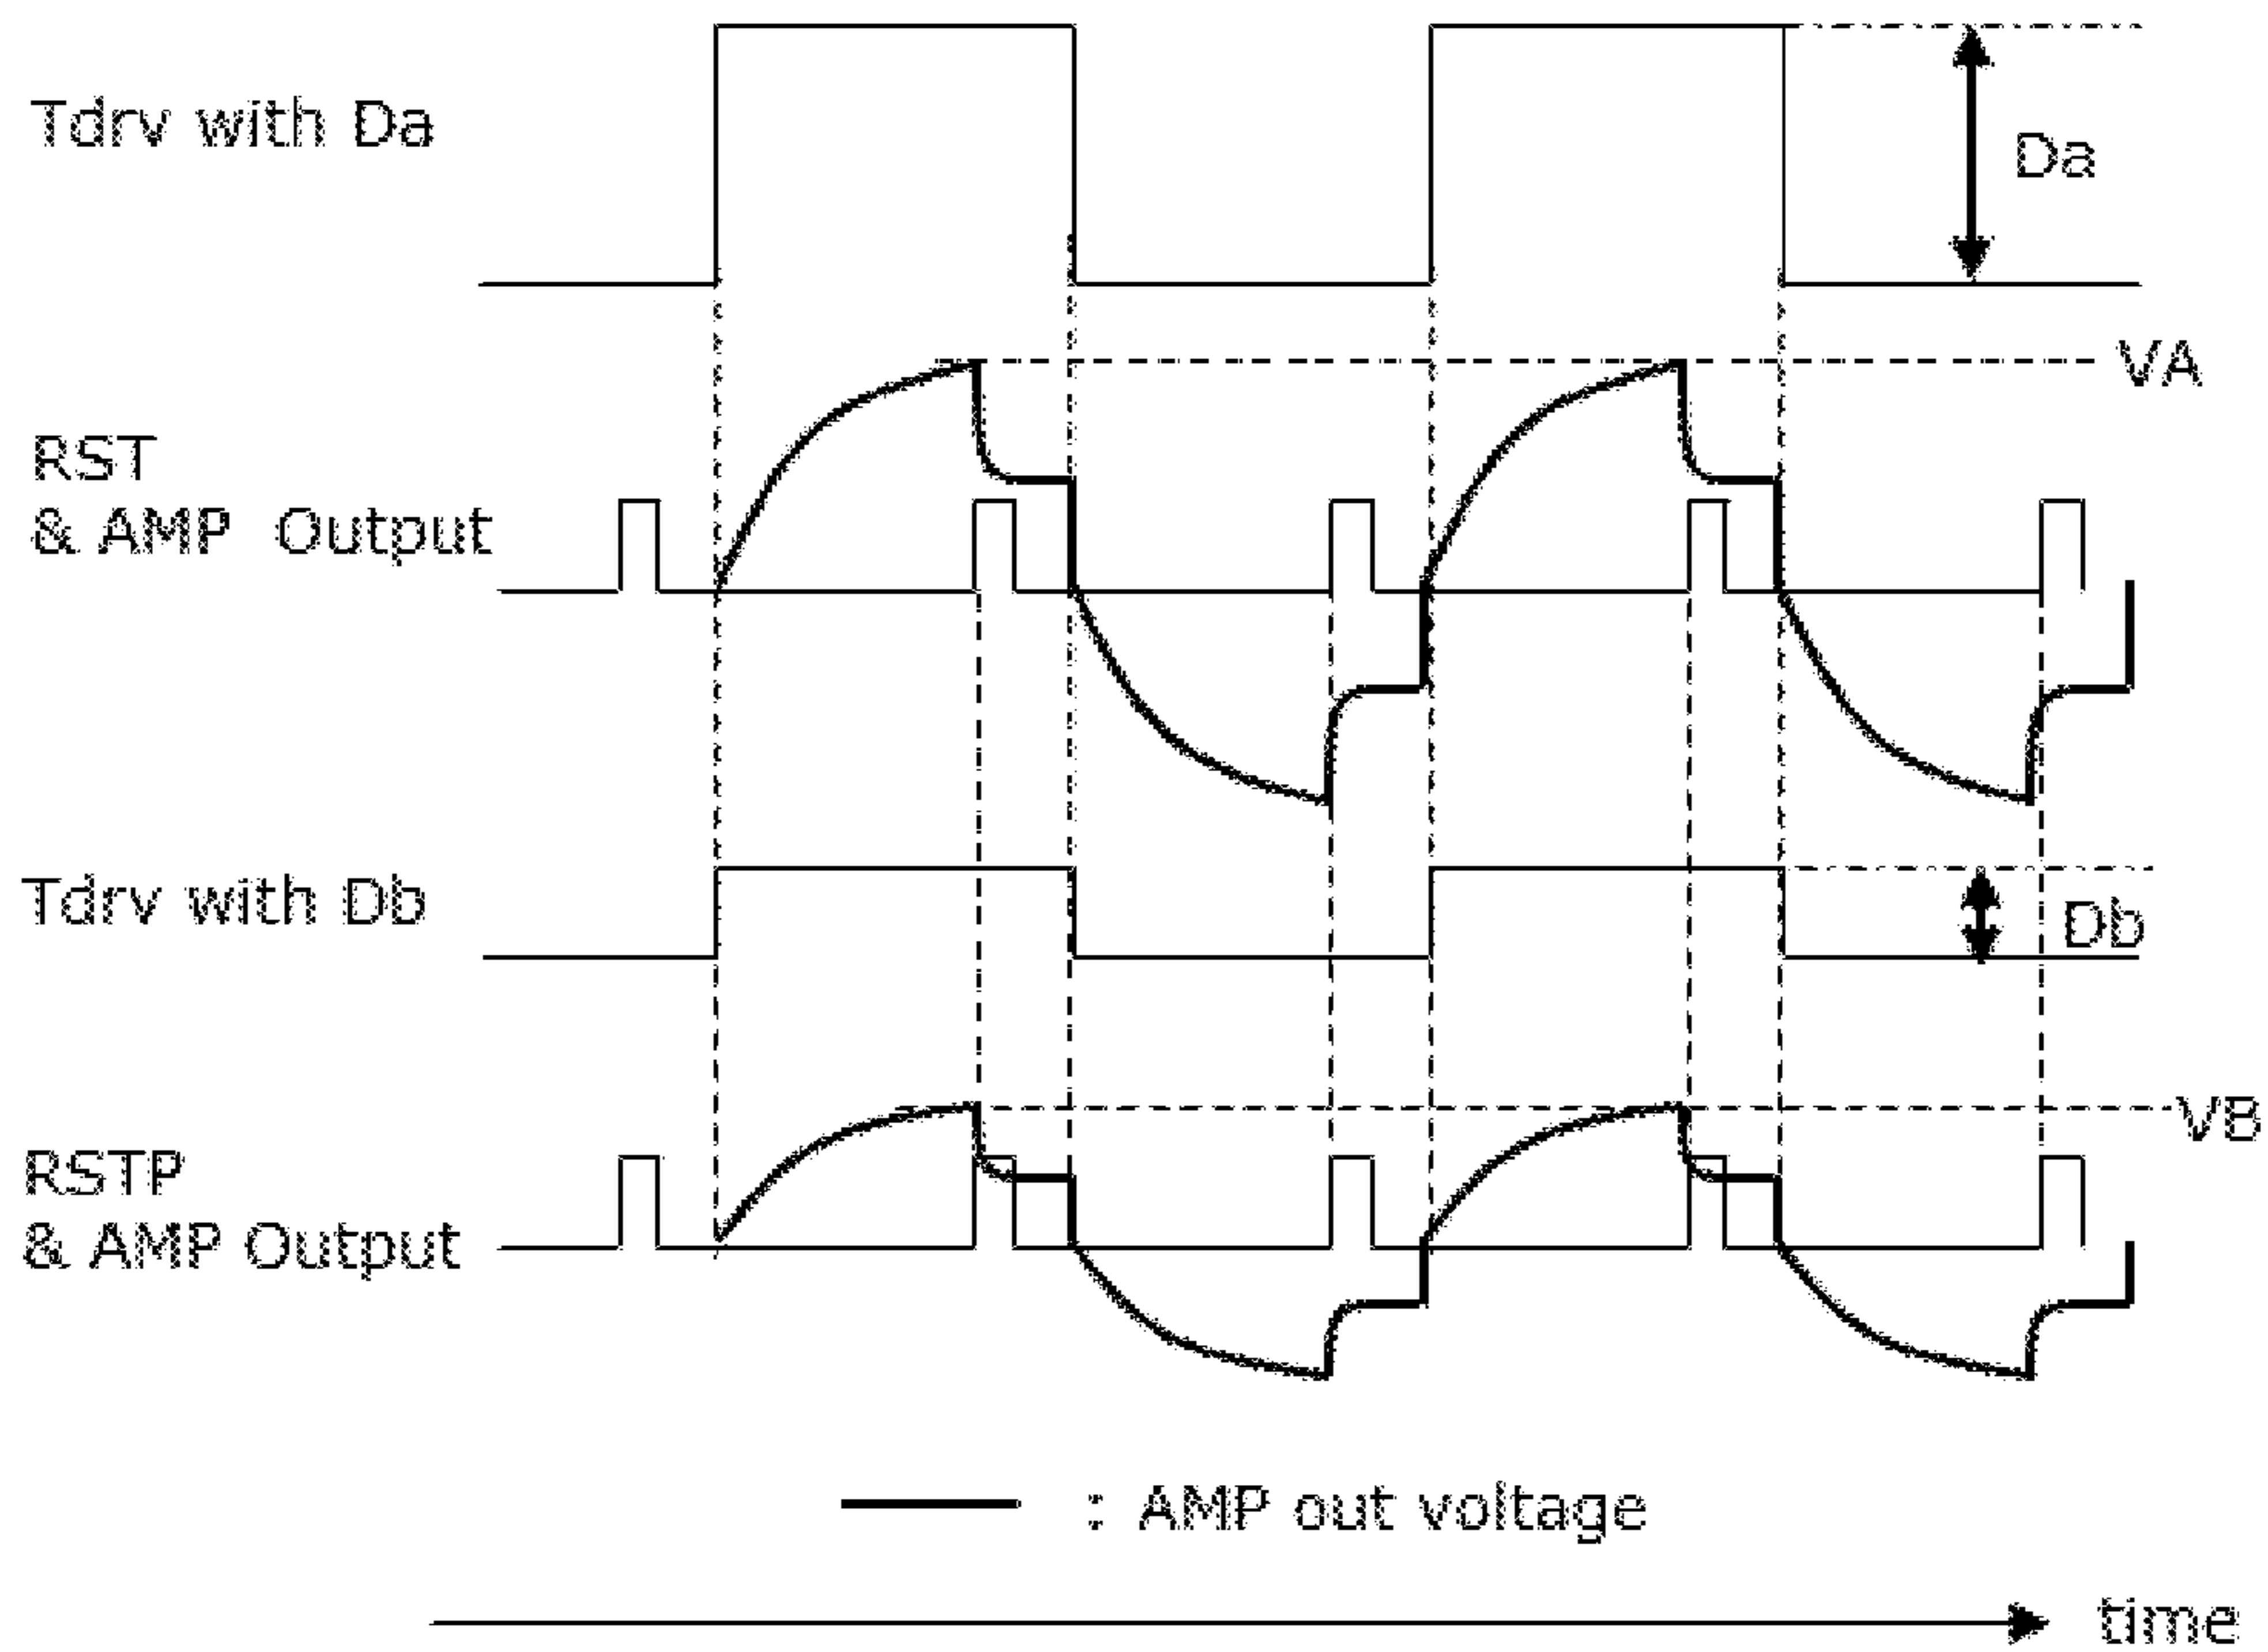 Tdrv with Da
Da
VA
RST
& AMP Output
Tdrv with Db
Db
VB
RSTP
& AMP Output
: AMP out voltage
time